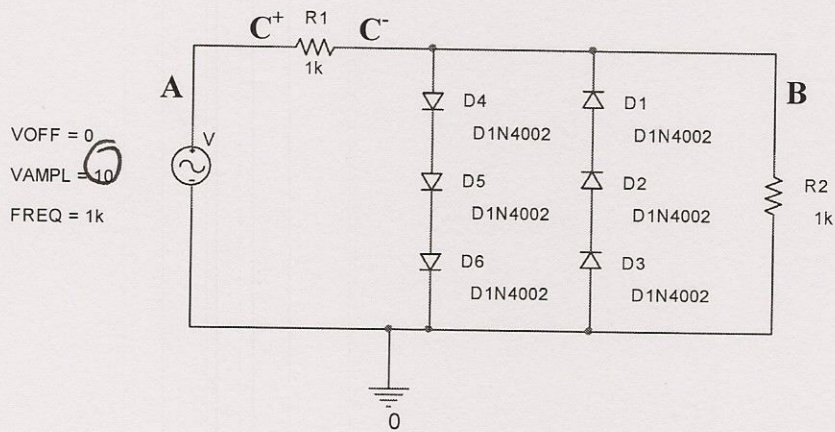 C+ R1 C-
1k
A
B
D4 D1
D1N4002 D1N4002
VOFF = 0
V
VAMPL = 10
D5 D2
D1N4002 D1N4002
R2
1k
FREQ = 1k
D6 D3
D1N4002 D1N4002
0